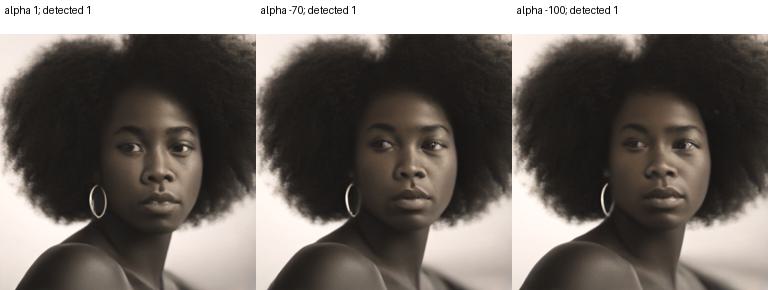 alpha 1; detected 1
alpha -70; detected 1
alpha -100; detected 1